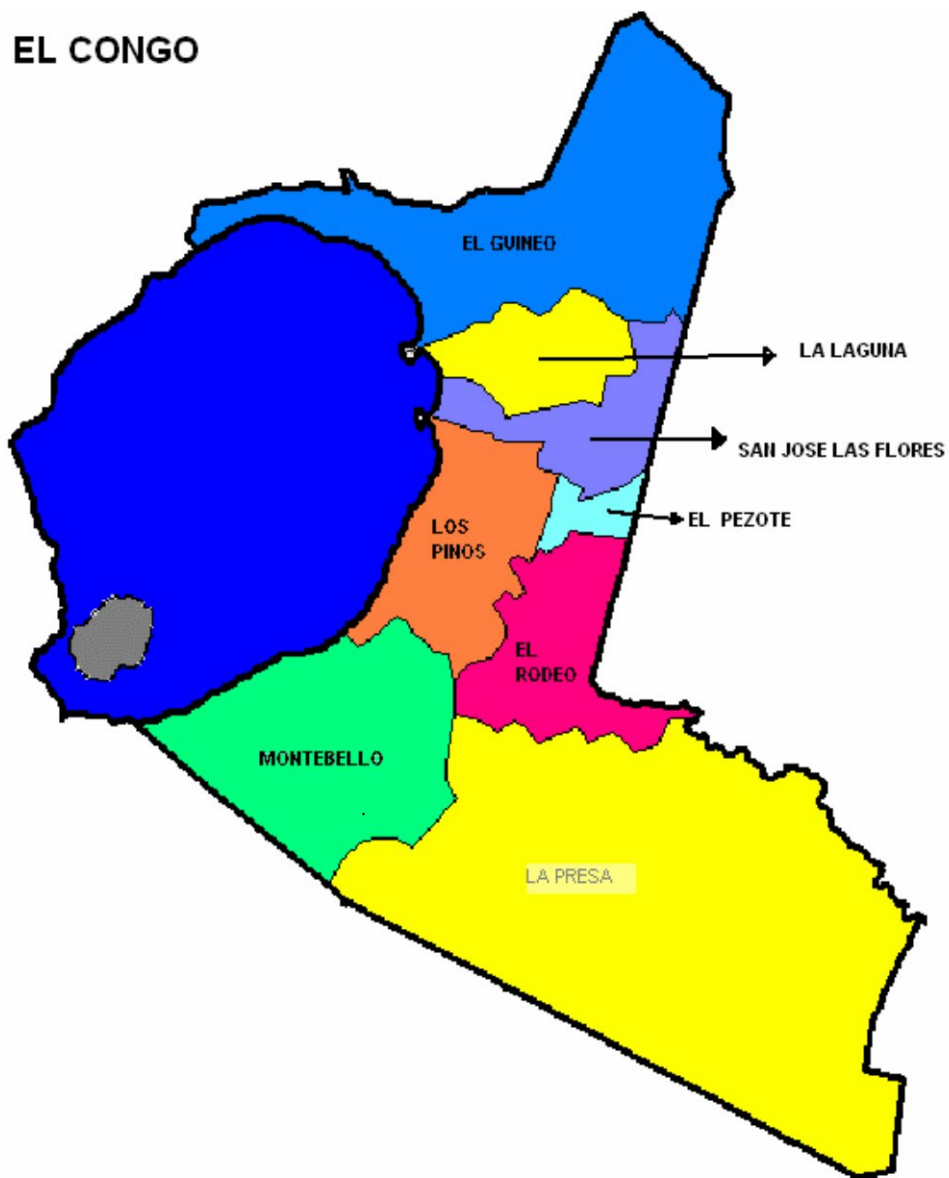 EL CONGO
EL GUINEO
LA LAGUNA
SAN JOSE LAS FLORES
EL PEZOTE
LOS
PINOS
EL
RODEO
MONTEBELLO
LA PRESA